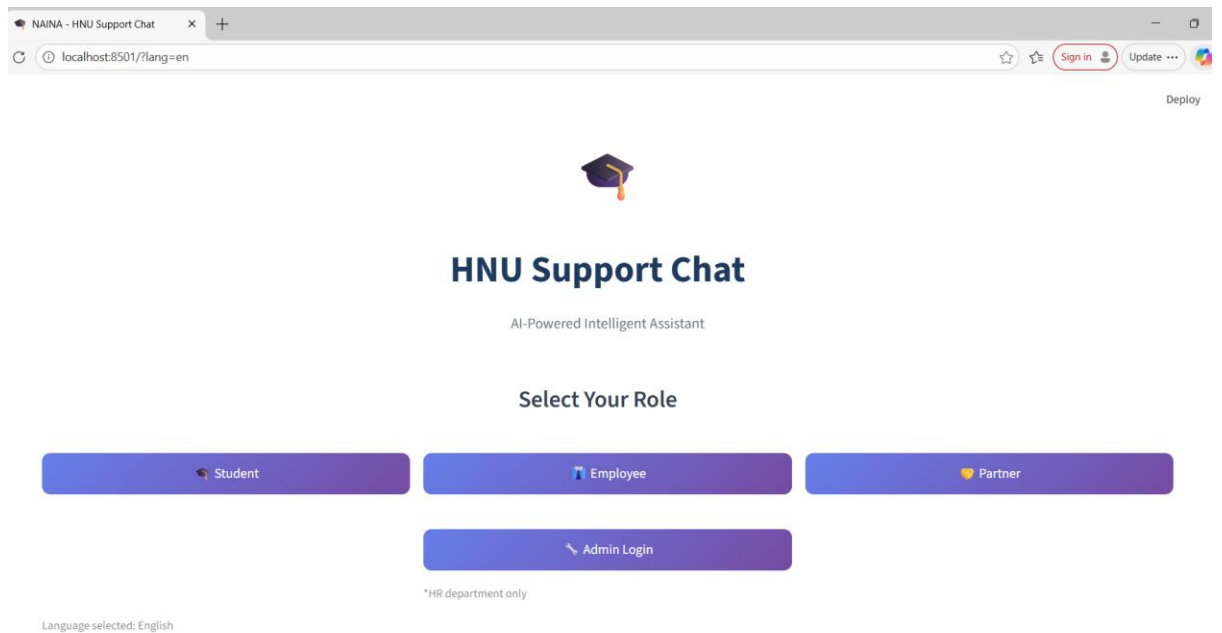 NAINA - HNU Support Chat
localhost:8501/?lang=en
Sign in
Update
Deploy
HNU Support Chat
AI-Powered Intelligent Assistant
Select Your Role
Student
Employee
Partner
Admin Login
*HR department only
Language selected: English